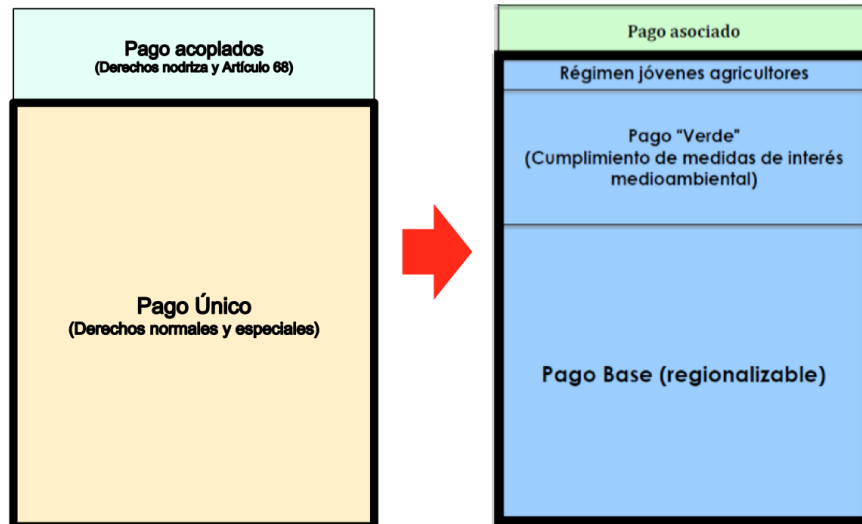 Pago acoplados
(Derechos nodriza y Artículo 68)
Pago Único
(Derechos normales y especiales)
Pago asociado
Régimen jóvenes agricultores
Pago "Verde"
(Cumplimiento de medidas de interés
medioambiental)
Pago Base (regionalizable)